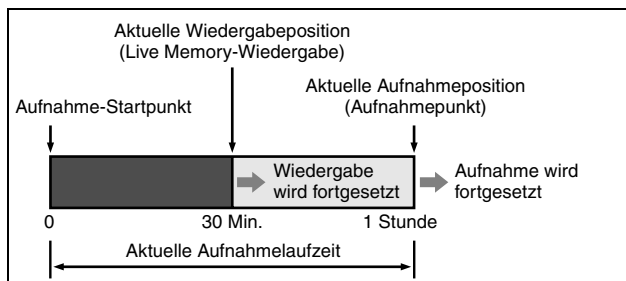 Aktuelle Wiedergabeposition
(Live Memory-Wiedergabe)
Aktuelle Aufnahmeposition
(Aufnahmepunkt)
Aufnahme-Startpunkt
Wiedergabe
wird fortgesetzt
Aufnahme wird
fortgesetzt
0
30 Min.
1 Stunde
Aktuelle Aufnahmelaufzeit